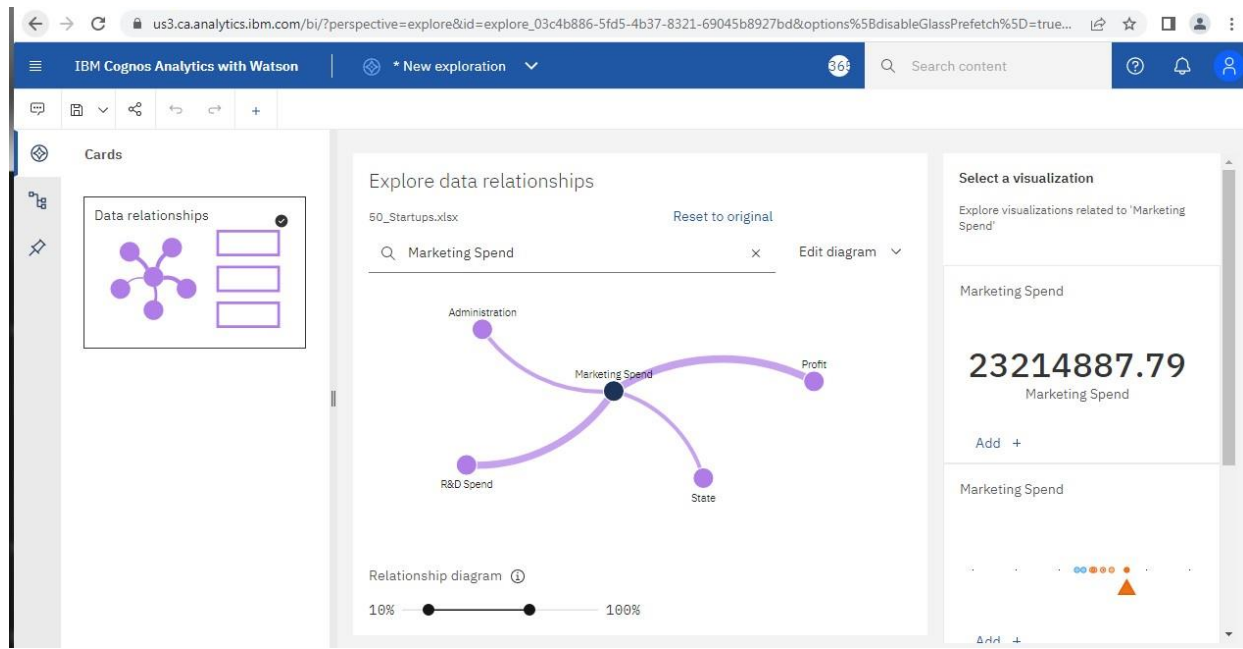 us3.ca.analytics.ibm.com/bi/?perspective=explore&id=explore_03c4b886-5fd5-4b37-8321-69045b8927bd&options%5BdisableGlassPrefetch%5D=true...
IBM Cognos Analytics with Watson
* New exploration
365
Search content
Cards
Data relationships
Explore data relationships
50_Startups.xlsx
Reset to original
Marketing Spend
Edit diagram
Administration
Marketing Spend
Profit
R&D Spend
State
Relationship diagram
10%
100%
Select a visualization
Explore visualizations related to 'Marketing
Spend'
Marketing Spend
23214887.79
Marketing Spend
Add +
Marketing Spend
Add +